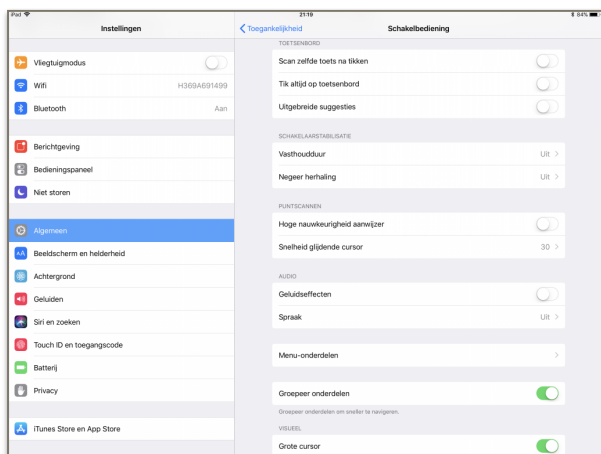 iPad
21:19
84%
Instellingen
Toegankelijkheid
Schakelbediening
Vliegtuigmodus
Wifi H369A691499
Bluetooth Aan
Berichtgeving
Bedieningspaneel
Niet storen
Algemeen
Beeldscherm en helderheid
Achtergrond
Geluiden
Siri en zoeken
Touch ID en toegangscode
Batterij
Privacy
iTunes Store en App Store
TOETSENBORD
Scan zelfde toets na tikken
Tik altijd op toetsenbord
Uitgebreide suggesties
SCHAKELAARSTABILISATIE
Vasthoudduur Uit
Negeer herhaling Uit
PUNTSCANNEN
Hoge nauwkeurigheid aanwijzer
Snelheid glijdende cursor 30
AUDIO
Geluidseffecten
Spraak Uit
Menu-onderdelen
Groepeer onderdelen
Groepeer onderdelen om sneller te navigeren.
VISUEEL
Grote cursor